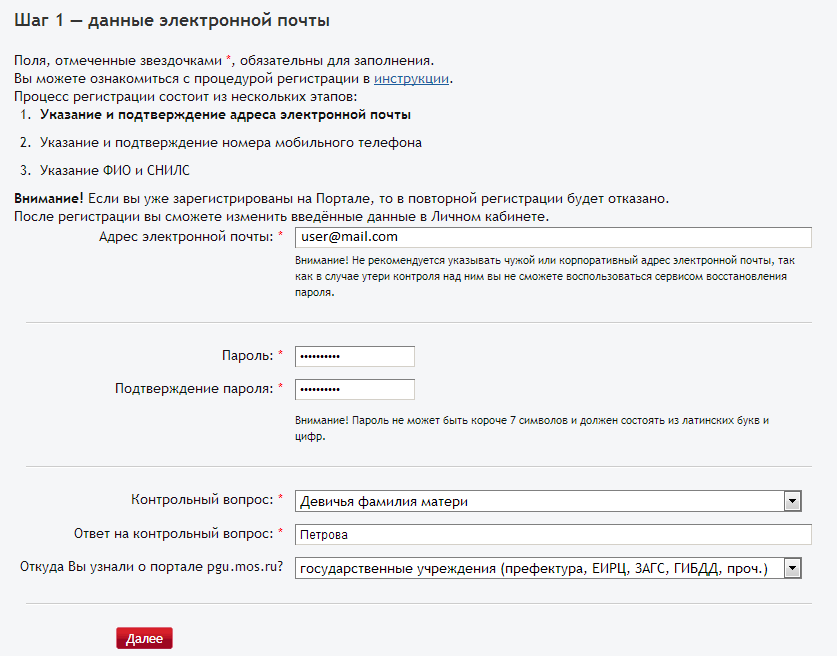 Шаг 1 — данные электронной почты
Поля, отмеченные звездочками *, обязательны для заполнения.
Вы можете ознакомиться с процедурой регистрации в инструкции.
Процесс регистрации состоит из нескольких этапов:
1. Указание и подтверждение адреса электронной почты
2. Указание и подтверждение номера мобильного телефона
3. Указание ФИО и СНИЛС
Внимание! Если вы уже зарегистрированы на Портале, то в повторной регистрации будет отказано.
После регистрации вы сможете изменить введённые данные в Личном кабинете.
Адрес электронной почты: * user@mail.com
Внимание! Не рекомендуется указывать чужой или корпоративный адрес электронной почты, так
как в случае утери контроля над ним вы не сможете воспользоваться сервисом восстановления
пароля.
Пароль: * ••••••••••
Подтверждение пароля: * ••••••••••
Внимание! Пароль не может быть короче 7 символов и должен состоять из латинских букв и
цифр.
Контрольный вопрос: * Девичья фамилия матери
Ответ на контрольный вопрос: * Петрова
Откуда Вы узнали о портале pgu.mos.ru? государственные учреждения (префектура, ЕИРЦ, ЗАГС, ГИБДД, проч.)
Далее